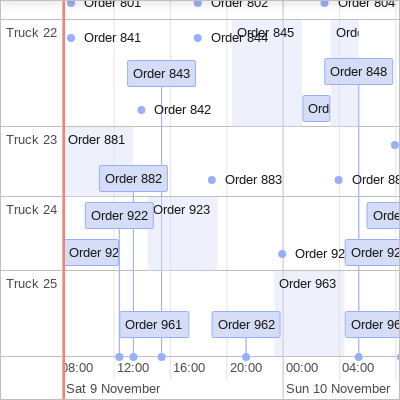 Order 801 Order 802 Order 804
Truck 22 Order 845 Orde
Order 841 Order 844
Order 843 Order 848
Order 842 Ord
Truck 23 Order 881
Order 882 Order 883 Order 88
Truck 24 Order 922 Order 923 Orde
Order 92 Order 92 Order 92
Truck 25 Order 963
Order 961 Order 962 Order 96
08:00 12:00 16:00 20:00 00:00 04:00
Sat 9 November Sun 10 November